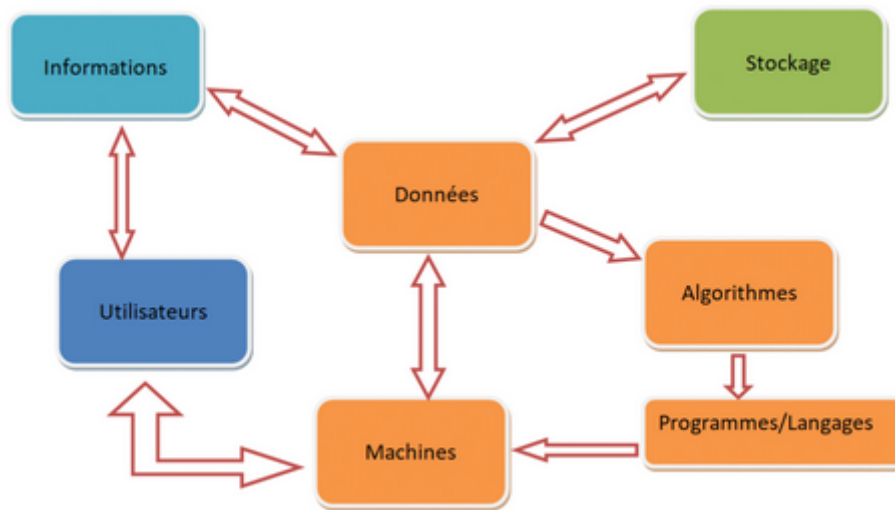 Informations
Stockage
Données
Utilisateurs
Algorithmes
Machines
Programmes/Langages